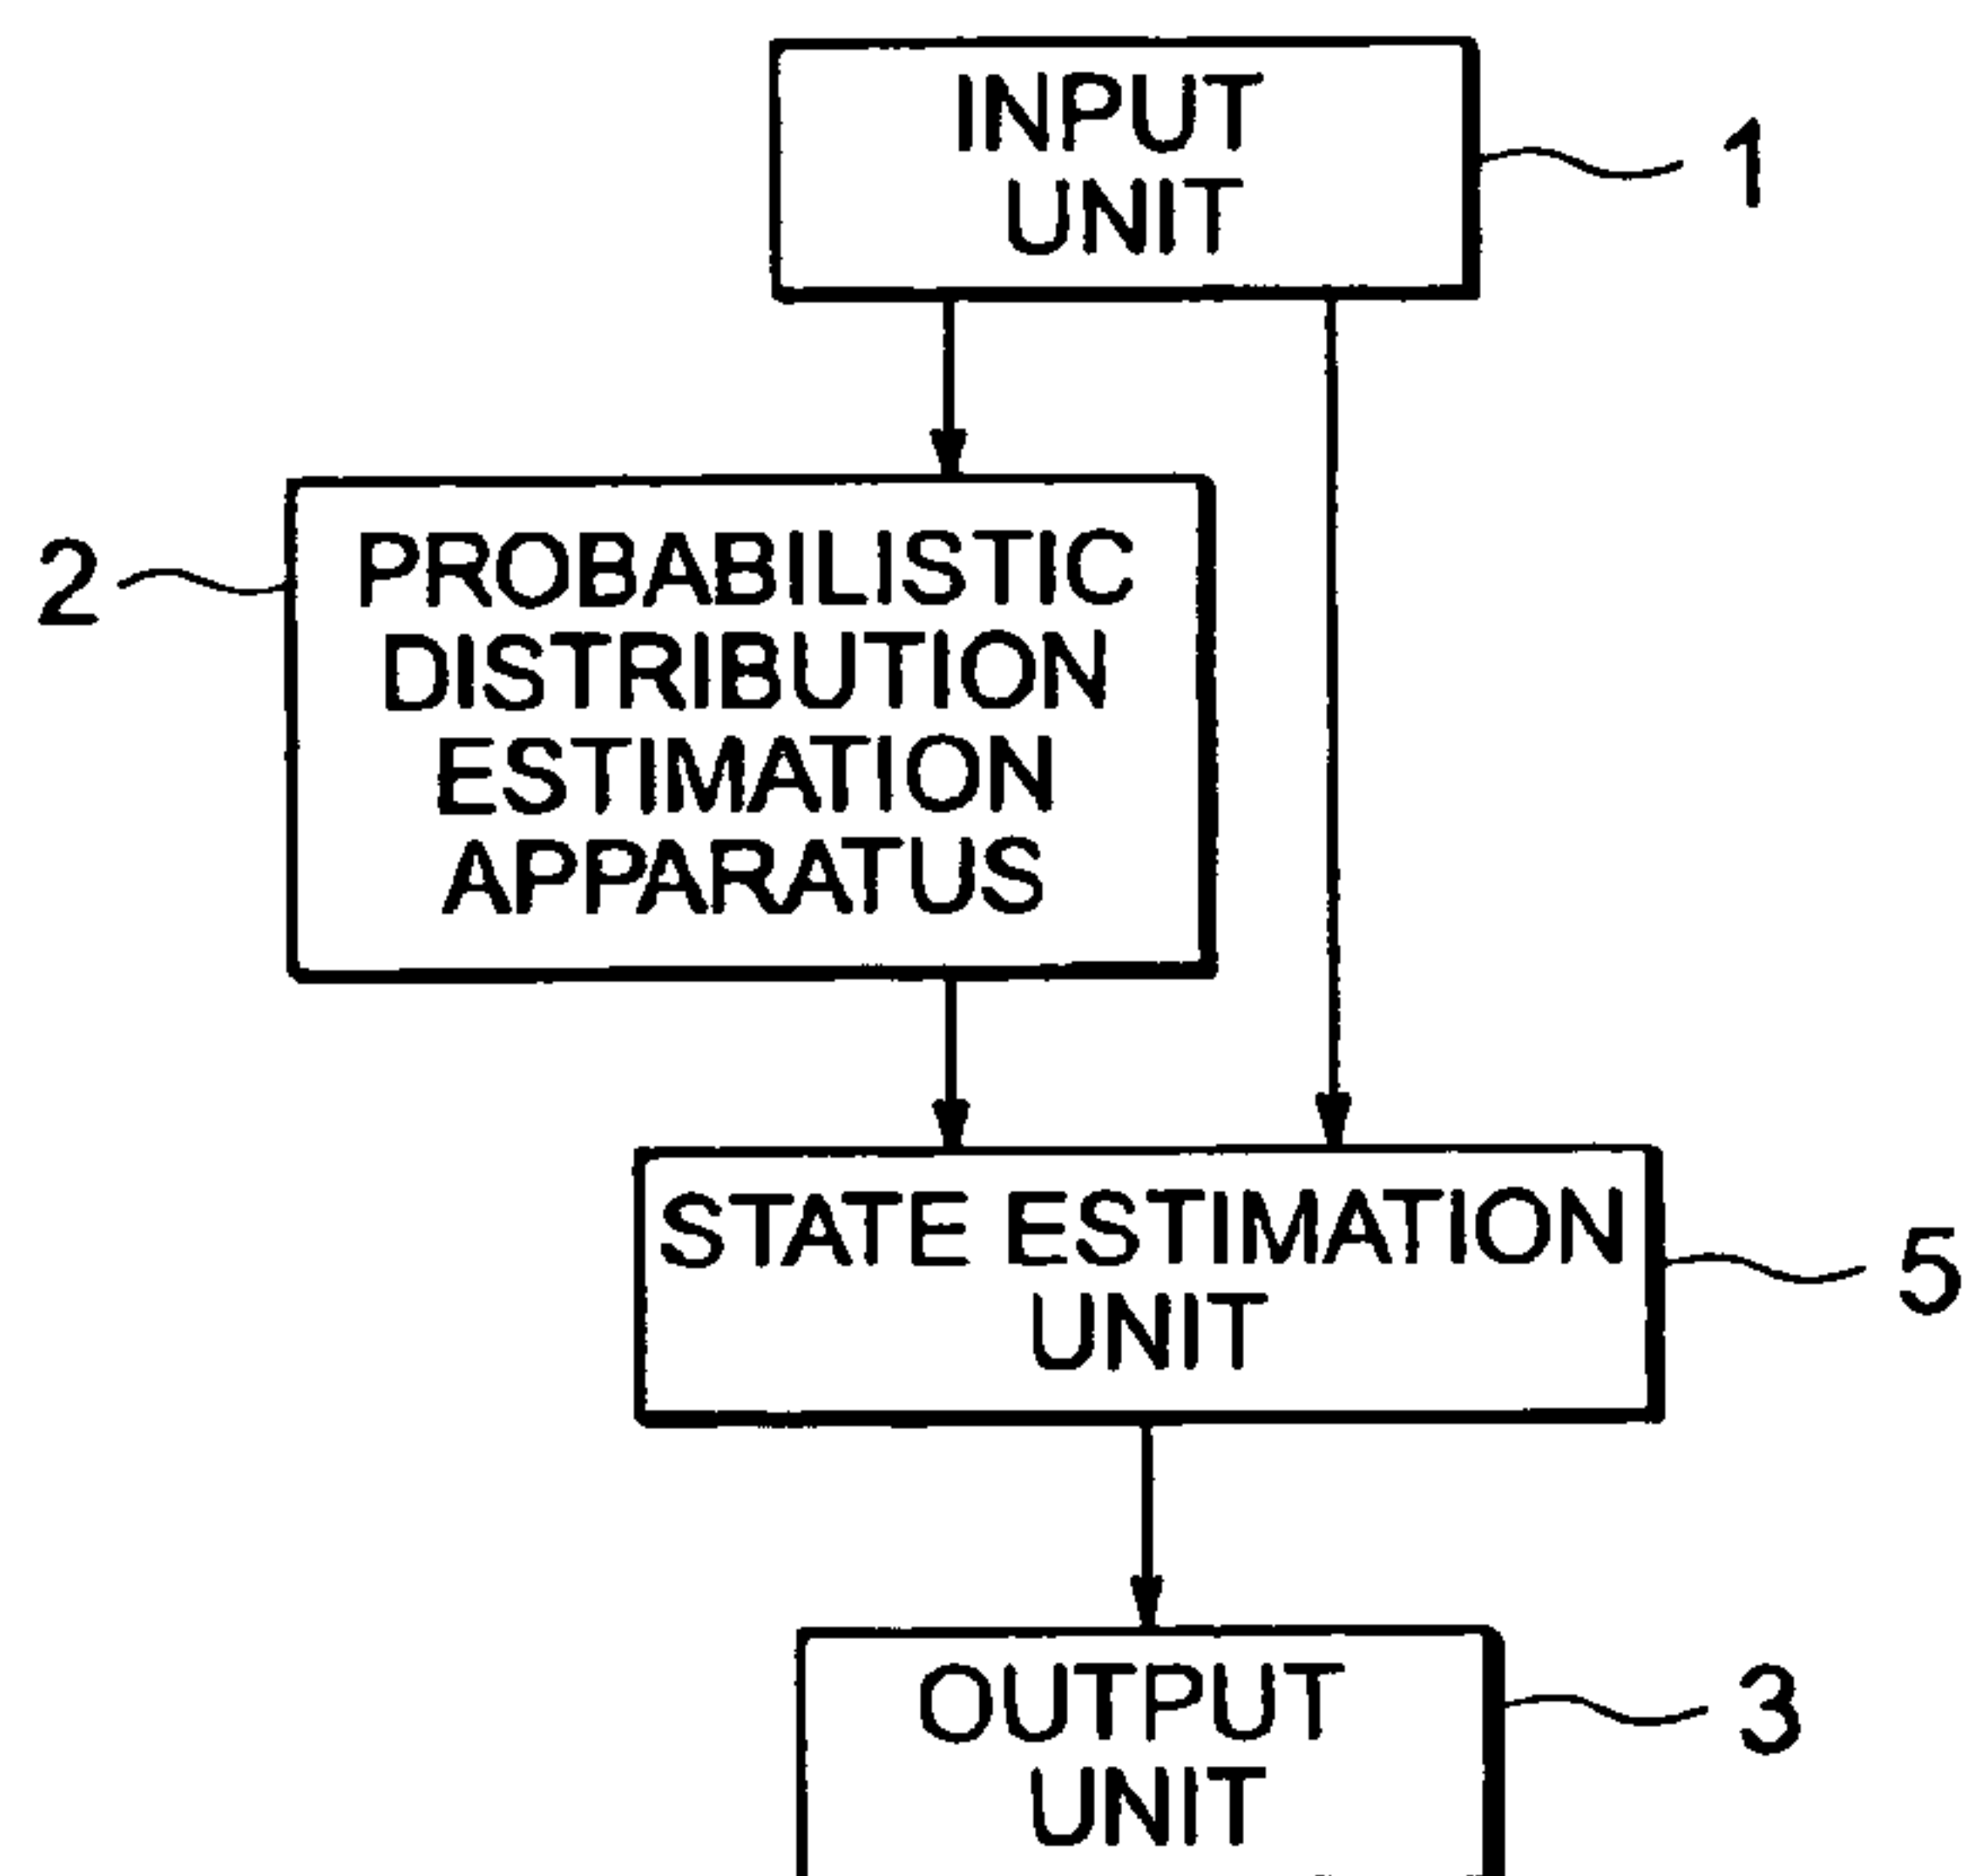 INPUT
UNIT
1
2
PROBABILISTIC
DISTRIBUTION
ESTIMATION
APPARATUS
STATE ESTIMATION
UNIT
5
OUTPUT
UNIT
3